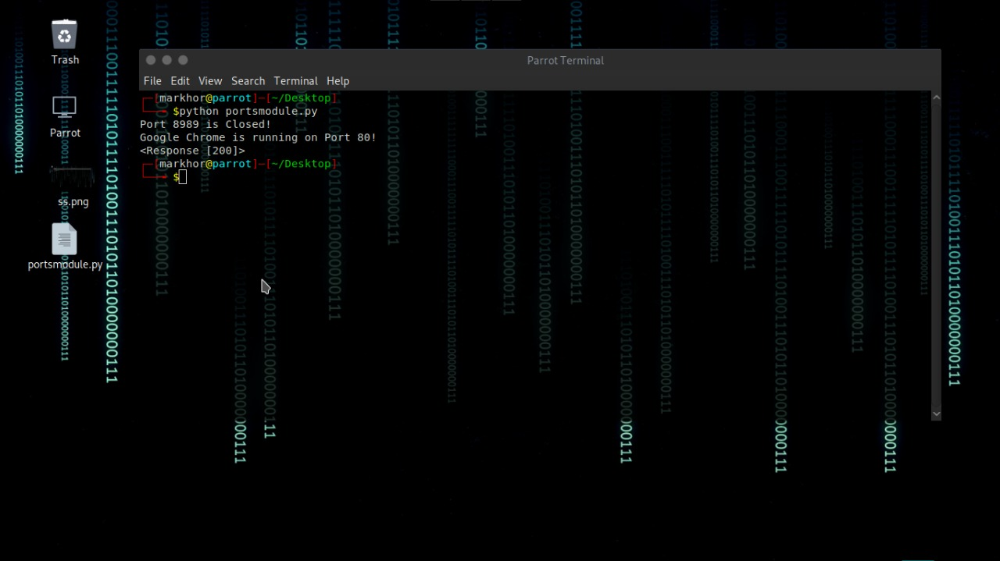 Trash
Parrot
ss.png
portsmodule.py
Parrot Terminal
File Edit View Search Terminal Help
┌─[markhor@parrot]─[~/Desktop]
└──╼ $python portsmodule.py
Port 8989 is Closed!
Google Chrome is running on Port 80!
<Response [200]>
┌─[markhor@parrot]─[~/Desktop]
└──╼ $